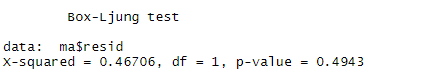 Box-Ljung test
data:  ma$resid
X-squared = 0.46706, df = 1, p-value = 0.4943